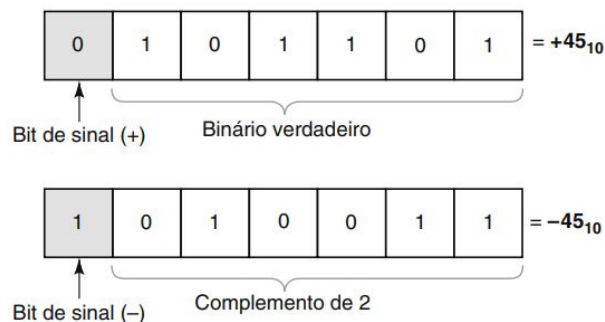 0 1 0 1 1 0 1 = +45₁₀
Bit de sinal (+)
Binário verdadeiro
1 0 1 0 0 1 1 = –45₁₀
Bit de sinal (–)
Complemento de 2